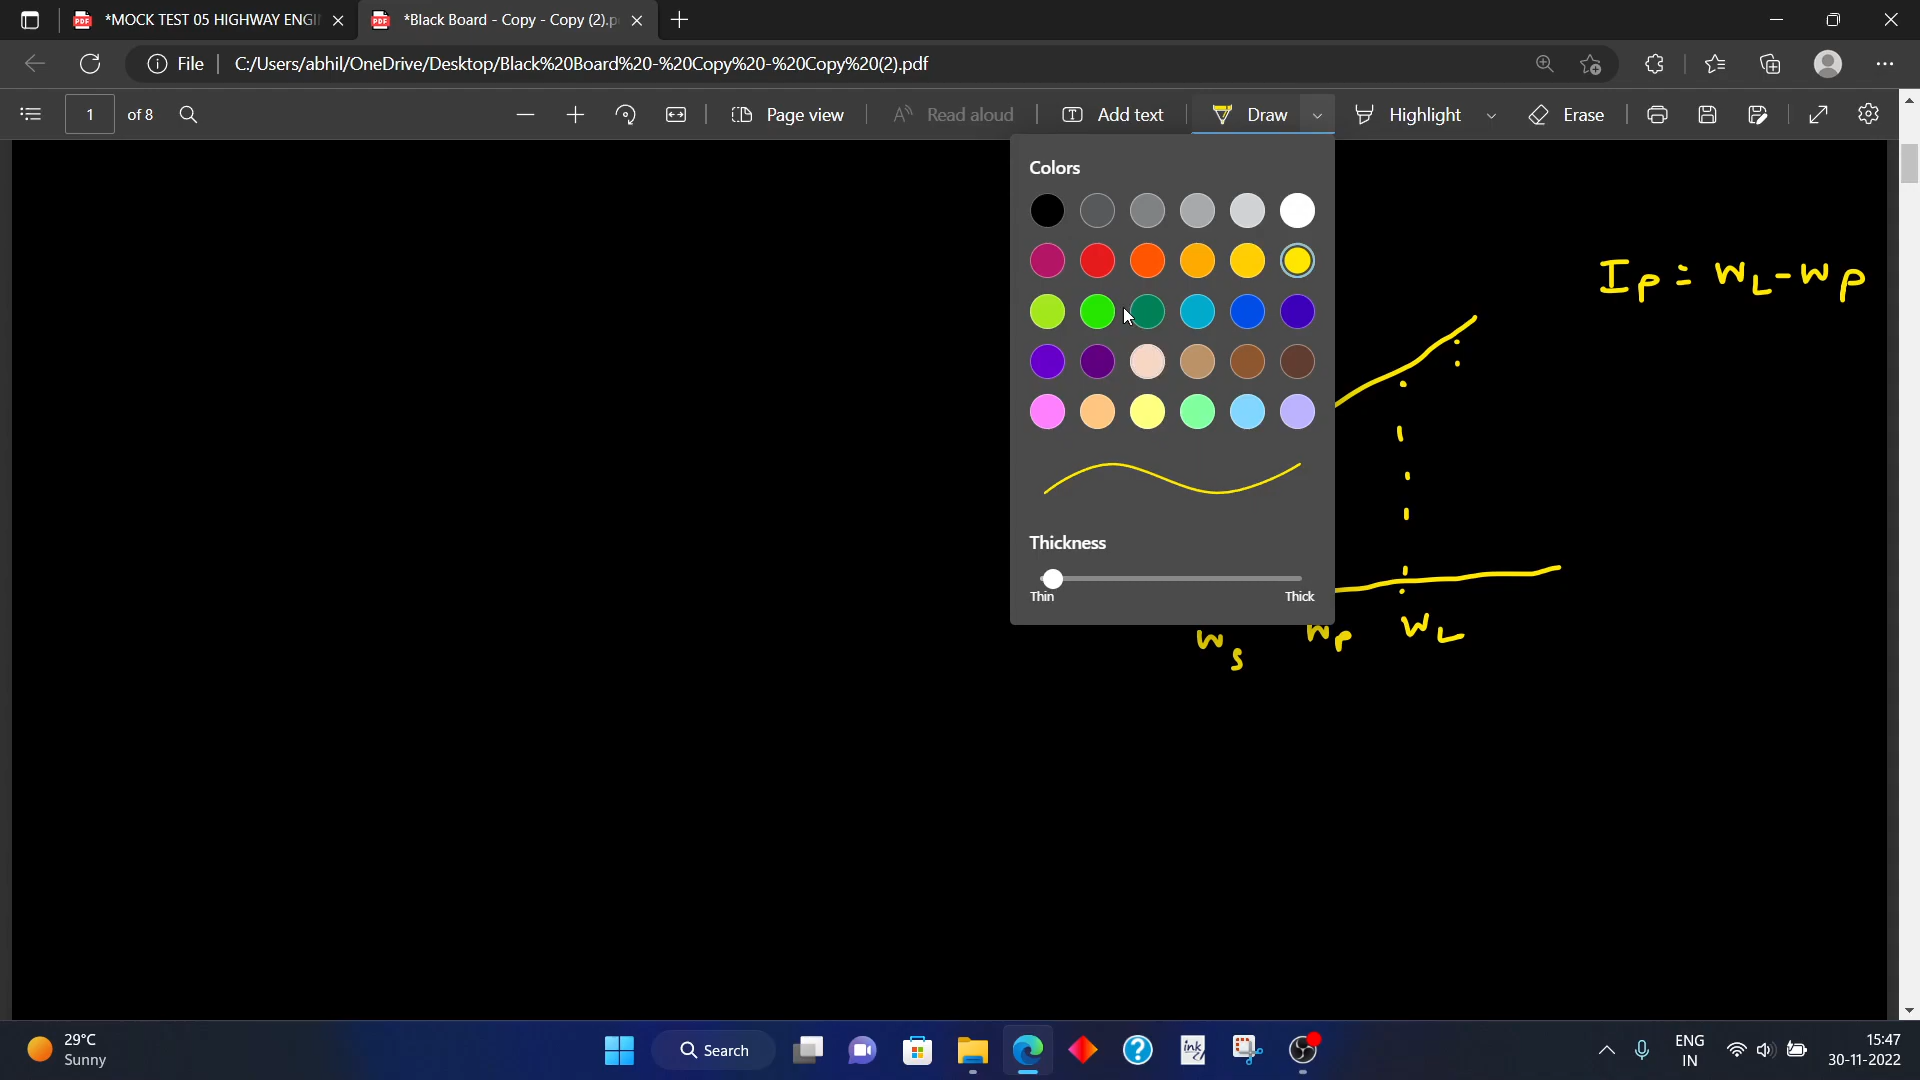 *MOCK TEST 05 HIGHWAY ENGI
*Black Board - Copy - Copy (2).p
File
C:/Users/abhil/OneDrive/Desktop/Black%20Board%20-%20Copy%20-%20Copy%20(2).pdf
1 of 8
Page view
Read aloud
Add text
Draw
Highlight
Erase
Colors
Thickness
Thin
Thick
Ip = WL-Wp
Ws
Wp
WL
29°C
Sunny
Search
ink
ENG
IN
15:47
30-11-2022